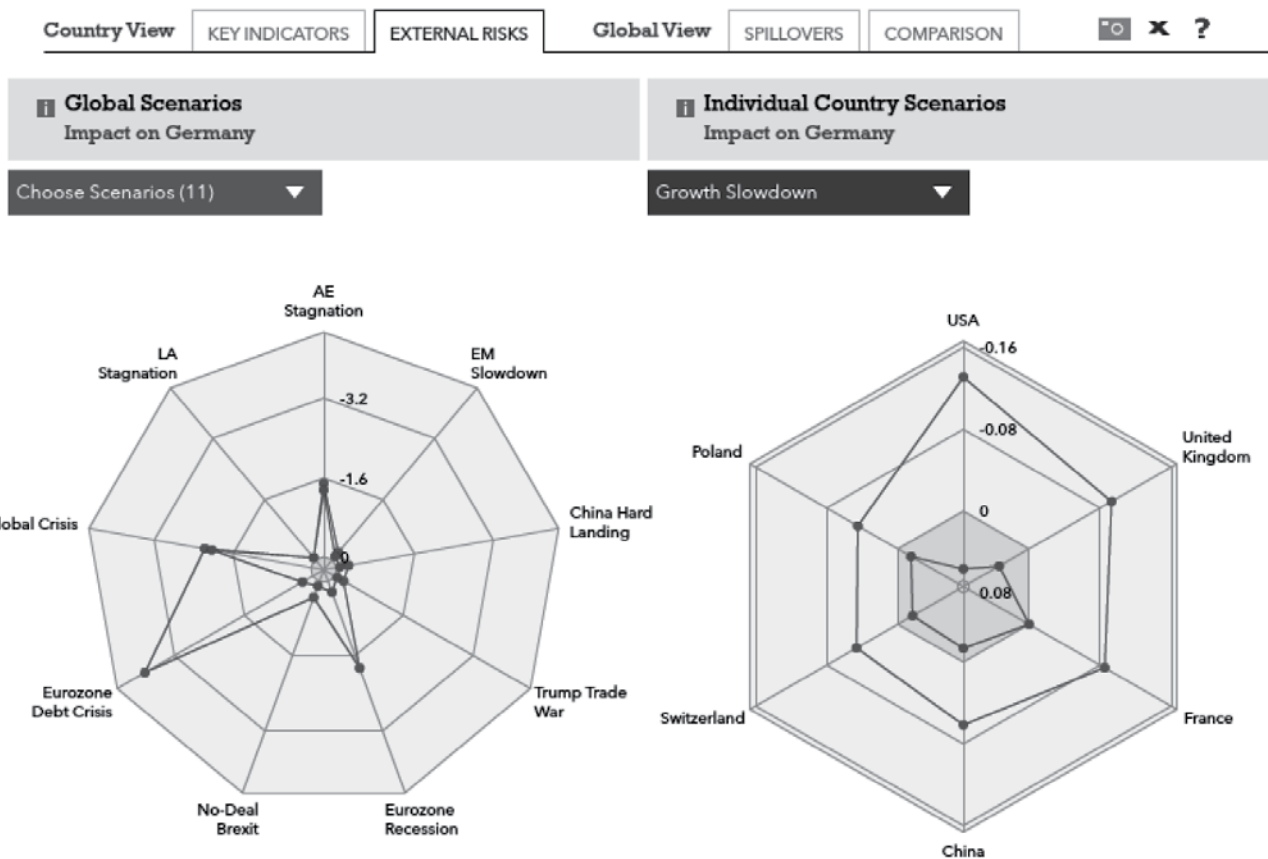 Country View KEY INDICATORS EXTERNAL RISKS Global View SPILLOVERS COMPARISON x ?
i Global Scenarios
Impact on Germany
i Individual Country Scenarios
Impact on Germany
Choose Scenarios (11)
Growth Slowdown
AE
Stagnation
LA
Stagnation
EM
Slowdown
-3.2
-1.6
0
China Hard
Landing
lobal Crisis
Eurozone
Debt Crisis
Trump Trade
War
No-Deal
Brexit
Eurozone
Recession
USA
-0.16
-0.08
0
0.08
Poland
United
Kingdom
Switzerland
France
China